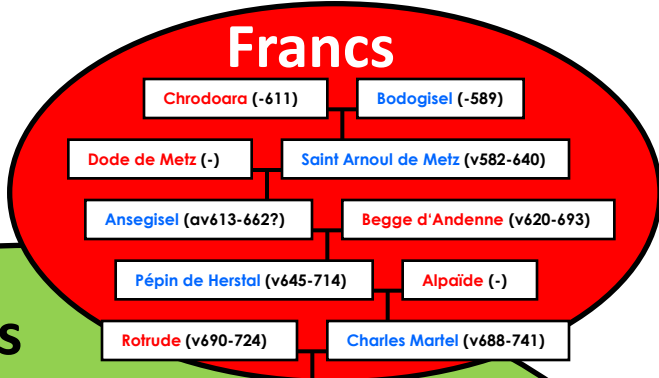 Francs
Chrodoara (-611) Bodogisel (-589)
Dode de Metz (-) Saint Arnoul de Metz (v582-640)
Ansegisel (av613-662?) Begge d'Andenne (v620-693)
Pépin de Herstal (v645-714) Alpaïde (-)
s
Rotrude (v690-724) Charles Martel (v688-741)